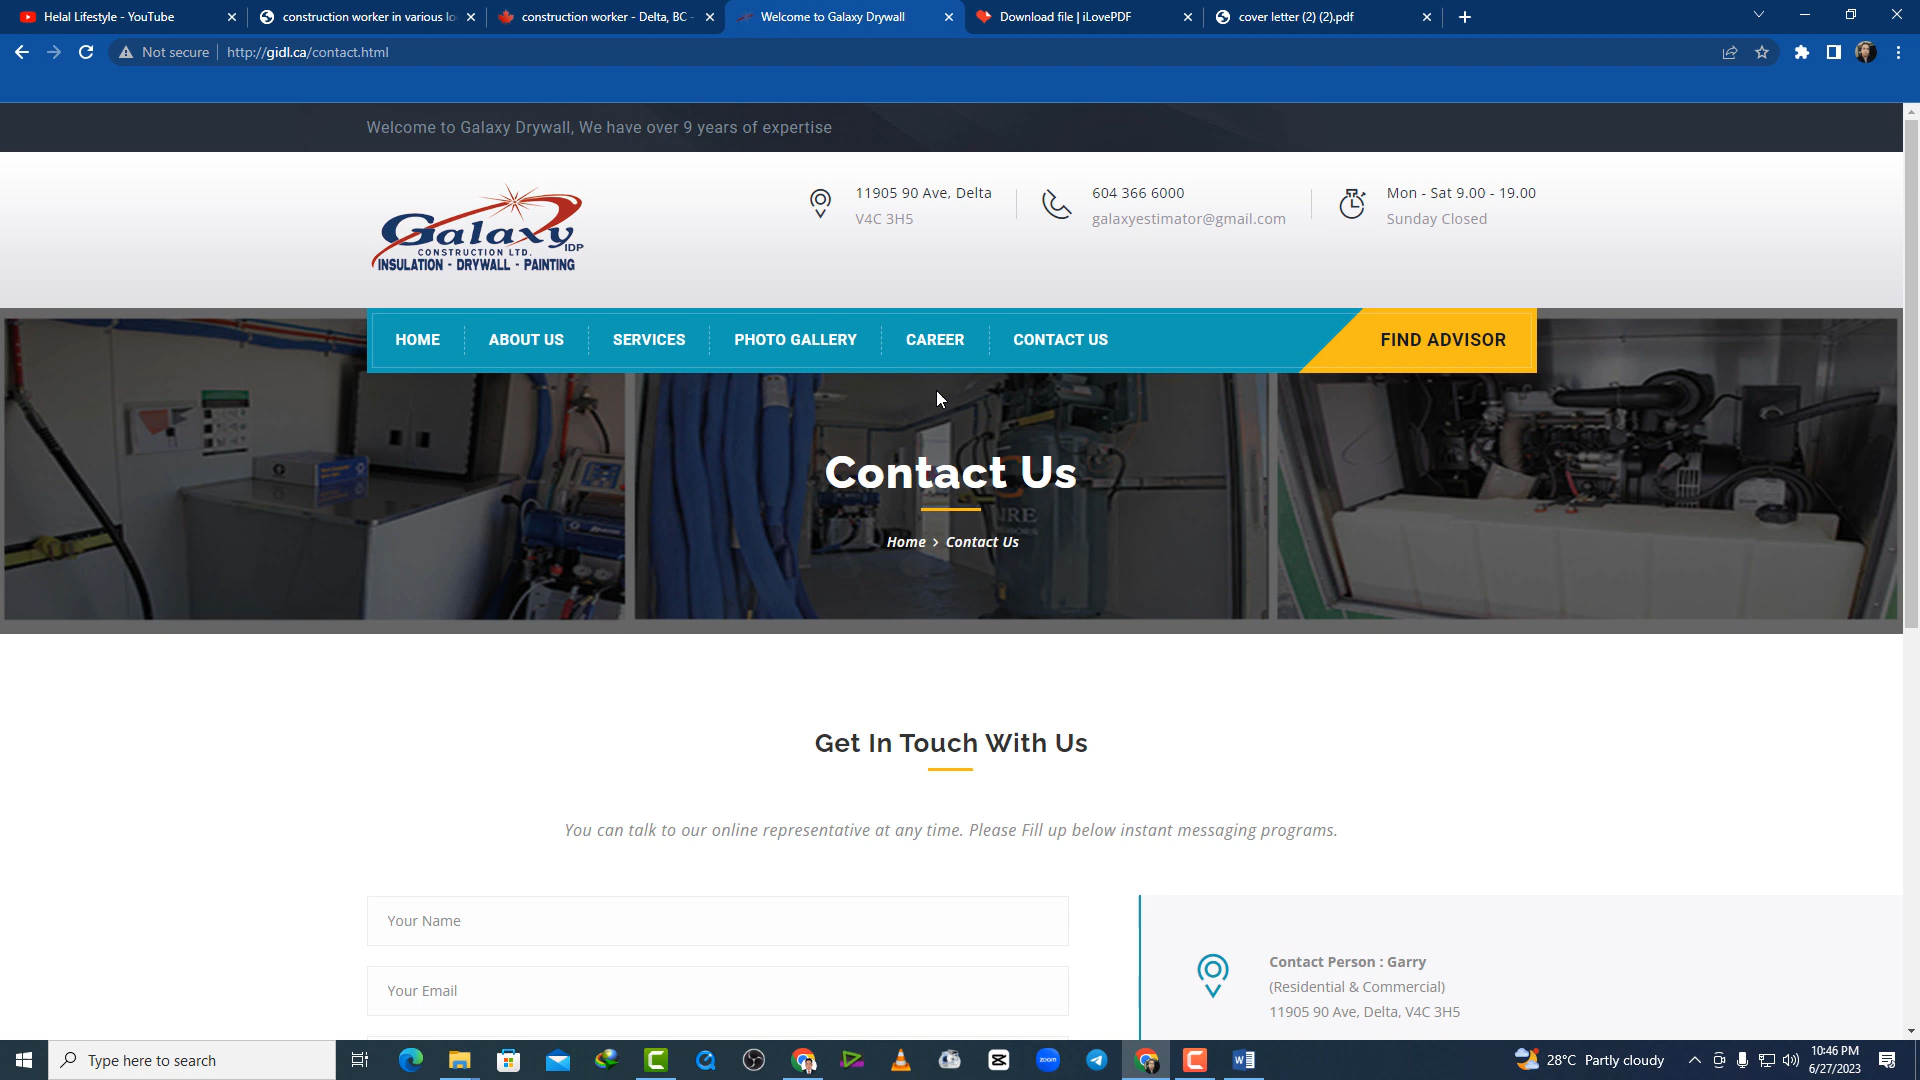 Helal Lifestyle - YouTube
construction worker in various lo
construction worker - Delta, BC -
Welcome to Galaxy Drywall
Download file | iLovePDF
cover letter (2) (2).pdf
Not secure
http://gidl.ca/contact.html
Welcome to Galaxy Drywall, We have over 9 years of expertise
Galaxy
IDP
CONSTRUCTION LTD.
INSULATION - DRYWALL - PAINTING
11905 90 Ave, Delta
V4C 3H5
604 366 6000
galaxyestimator@gmail.com
Mon - Sat 9.00 - 19.00
Sunday Closed
HOME
ABOUT US
SERVICES
PHOTO GALLERY
CAREER
CONTACT US
FIND ADVISOR
Contact Us
Home > Contact Us
Get In Touch With Us
You can talk to our online representative at any time. Please Fill up below instant messaging programs.
Your Name
Your Email
Contact Person : Garry
(Residential & Commercial)
11905 90 Ave, Delta, V4C 3H5
Type here to search
zoom
28°C Partly cloudy
10:46 PM
6/27/2023